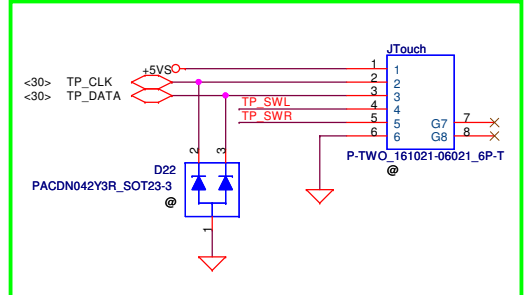 JTouch
+5VS
1 1
<30> TP_CLK 2 2
<30> TP_DATA 3 3
TP_SWL 4 4
TP_SWR 5 5 G7 7
6 6 G8 8
P-TWO_161021-06021_6P-T
@
2 3
D22
PACDN042Y3R_SOT23-3
@
1